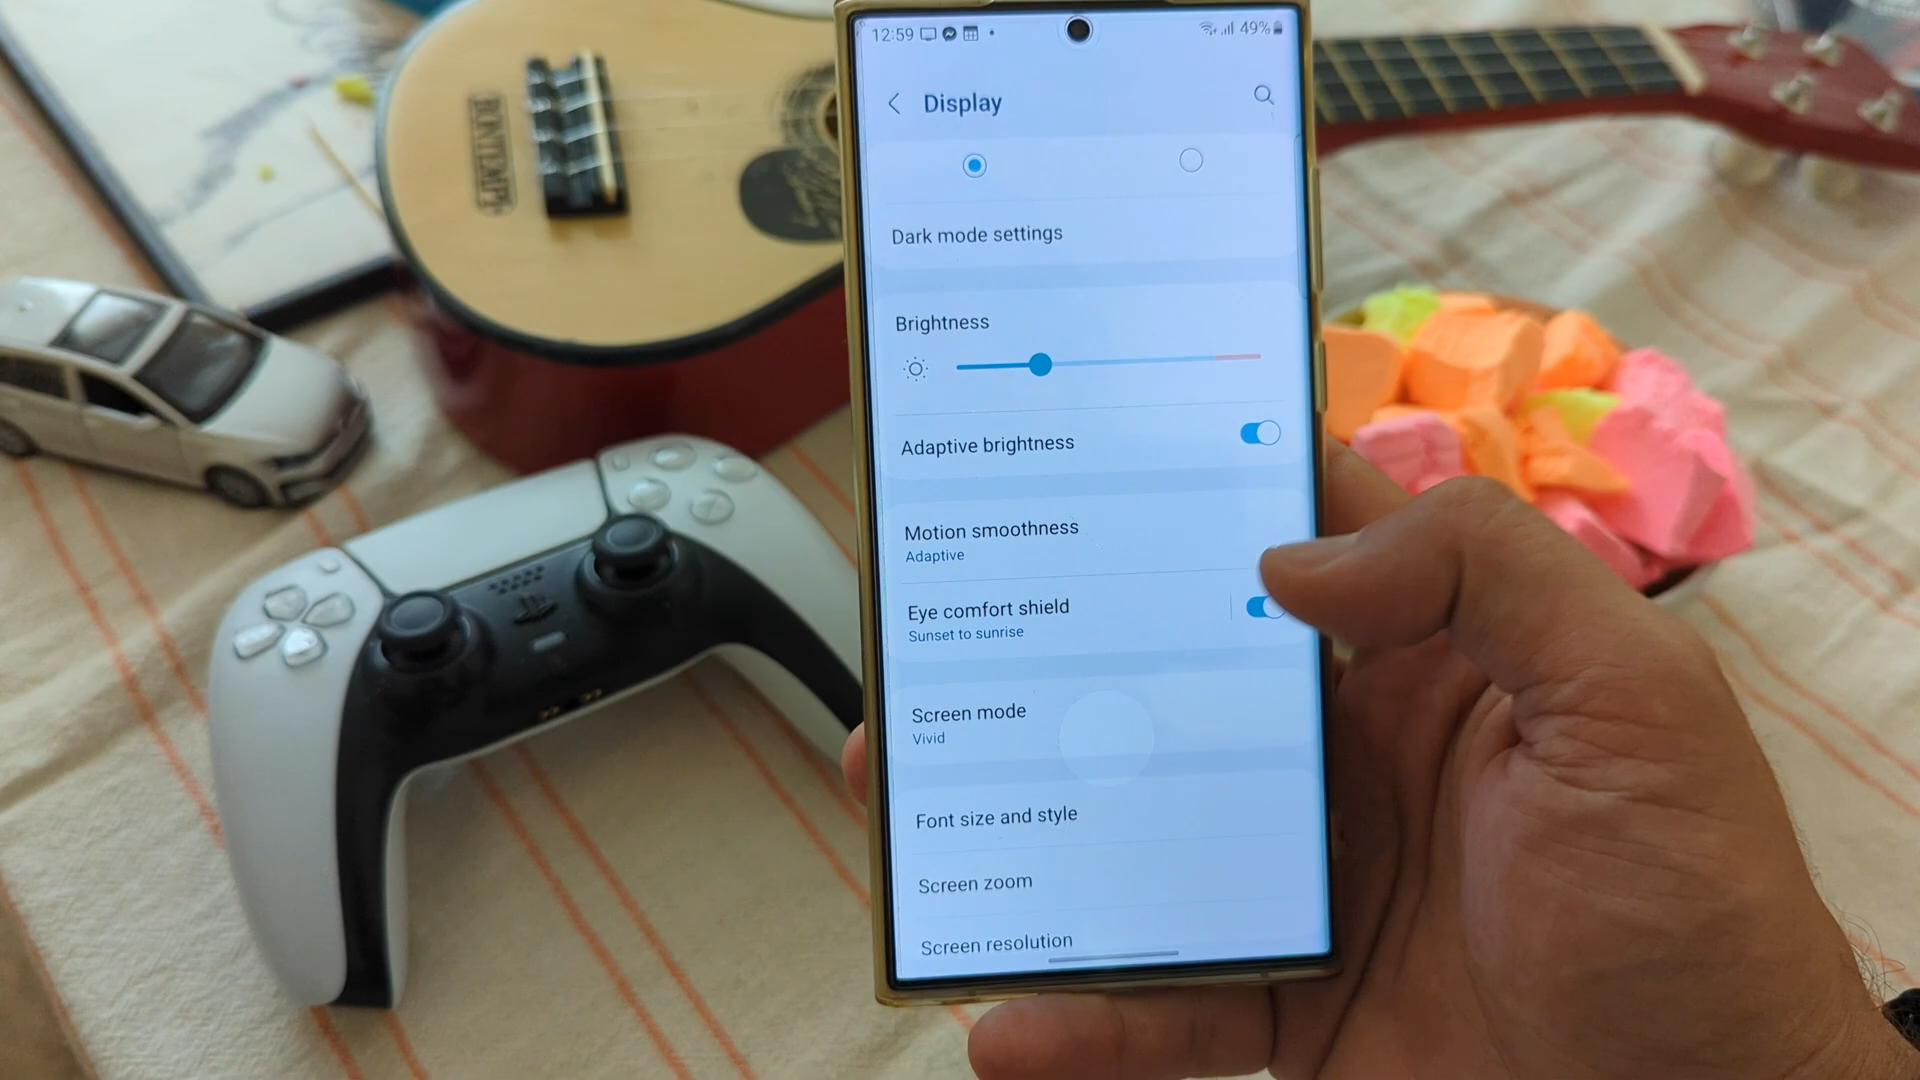 12:59
49%
Display
Dark mode settings
Brightness
Adaptive brightness
Motion smoothness
Adaptive
Eye comfort shield
Sunset to sunrise
Screen mode
Vivid
Font size and style
Screen zoom
Screen resolution
BONTEMPI